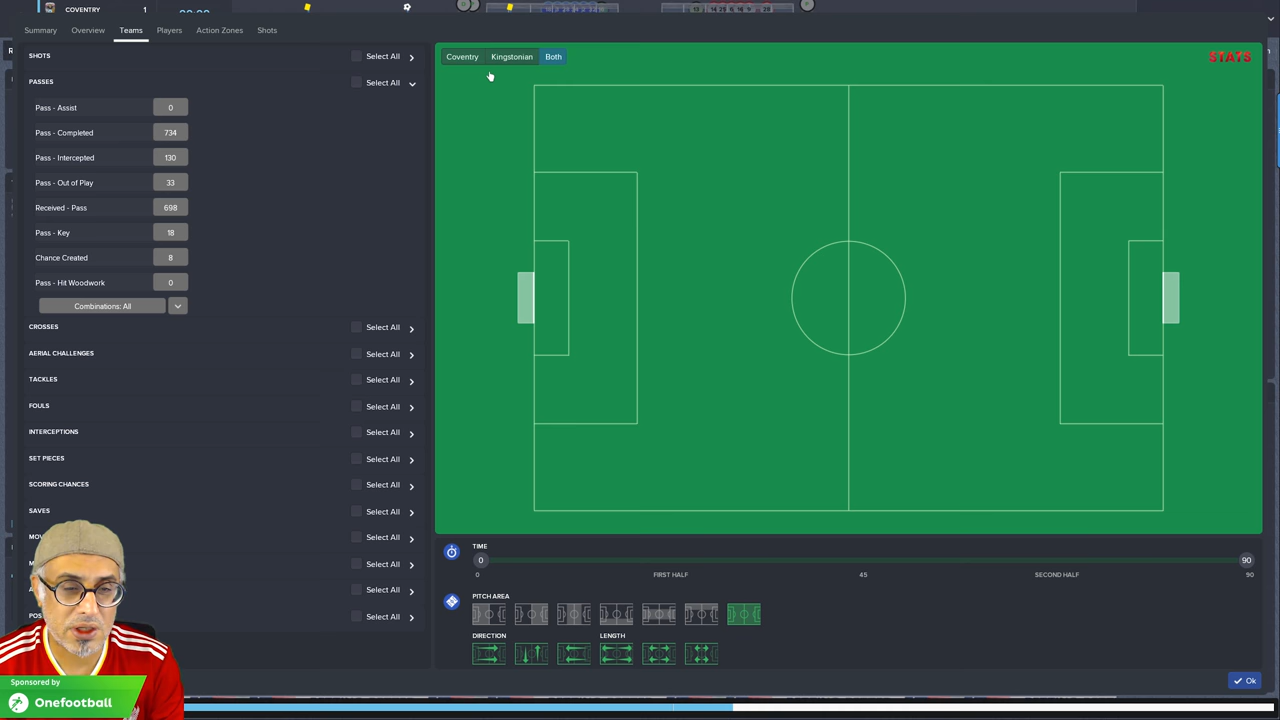 COVENTRY 1
Summary Overview Teams Players Action Zones Shots
SHOTS Select All
PASSES Select All
Pass - Assist 0
Pass - Completed 734
Pass - Intercepted 130
Pass - Out of Play 33
Received - Pass 698
Pass - Key 18
Chance Created 8
Pass - Hit Woodwork 0
Combinations: All
CROSSES Select All
AERIAL CHALLENGES Select All
TACKLES Select All
FOULS Select All
INTERCEPTIONS Select All
SET PIECES Select All
SCORING CHANCES Select All
SAVES Select All
Select All
Select All
Select All
Select All
Coventry Kingstonian Both
STATS
TIME
0 90
0 FIRST HALF 45 SECOND HALF 90
PITCH AREA
DIRECTION LENGTH
Ok
Sponsored by
Onefootball